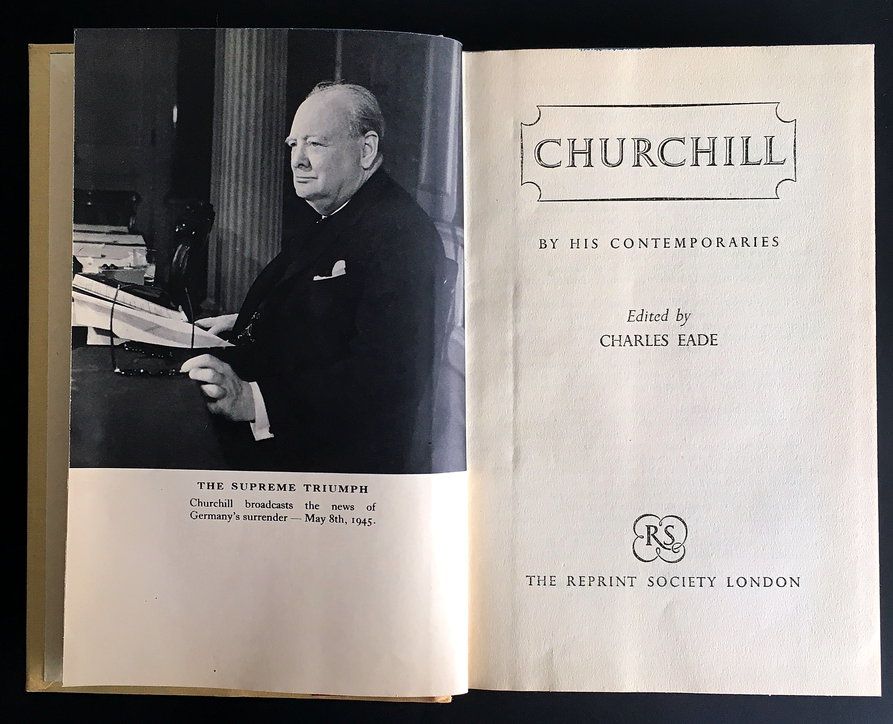 THE SUPREME TRIUMPH
Churchill broadcasts the news of
Germany's surrender — May 8th, 1945.
CHURCHILL
BY HIS CONTEMPORARIES
Edited by
CHARLES EADE
RS
THE REPRINT SOCIETY LONDON